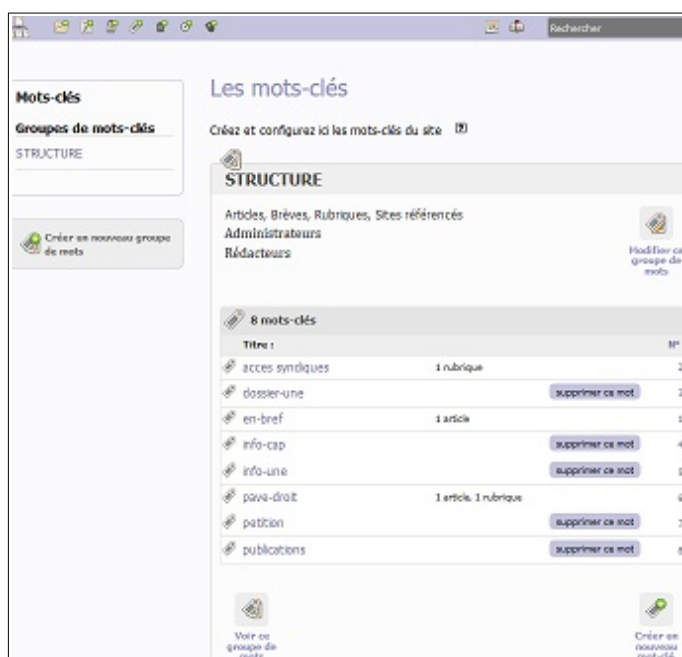 Rechercher
Mots-clés
Groupes de mots-clés
STRUCTURE
Créer un nouveau groupe
de mots
Les mots-clés
Créez et configurez ici les mots-clés du site ?
STRUCTURE
Articles, Brèves, Rubriques, Sites référencés
Administrateurs
Rédacteurs
Modifier ce
groupe de
mots
8 mots-clés
Titre : N°
acces syndiques 1 rubrique
dossier-une supprimer ce mot
en-bref 1 article
info-cap supprimer ce mot
info-une supprimer ce mot
pave-droit 1 article, 1 rubrique
petition supprimer ce mot
publications supprimer ce mot
Voir ce
groupe de
mots
Créer un
nouveau
mot-clé